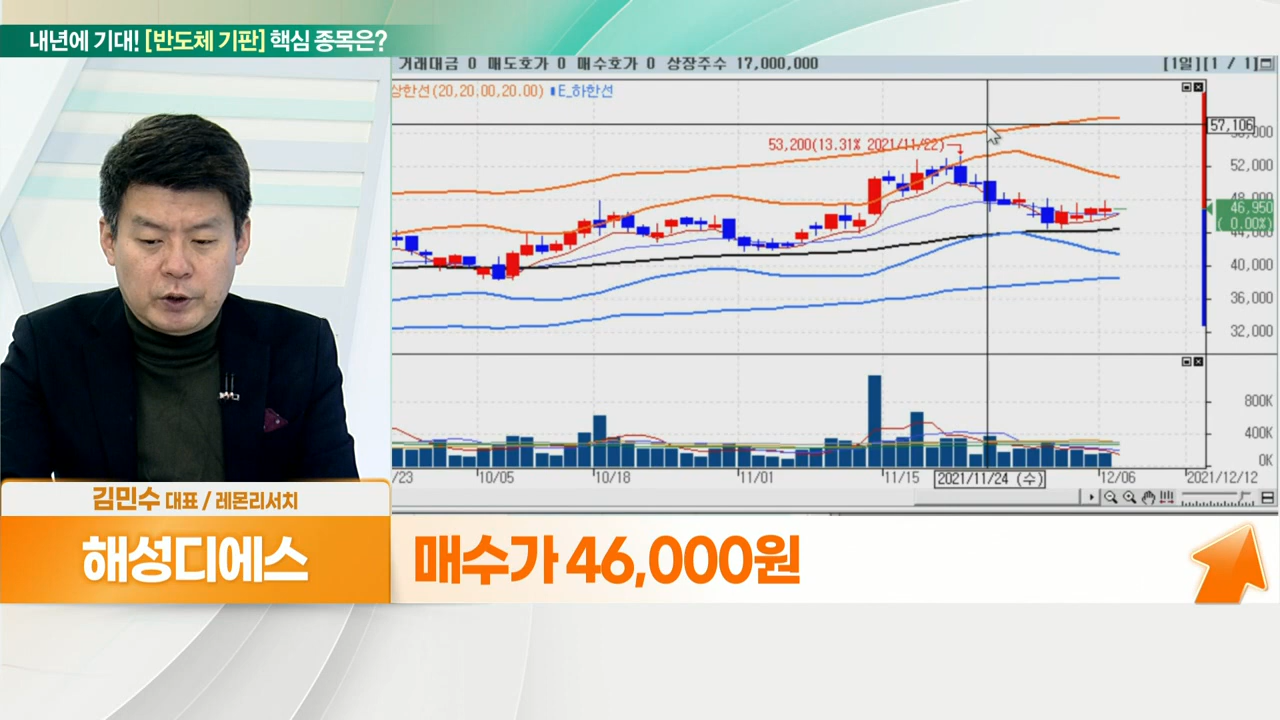 내년에 기대! [반도체 기판] 핵심 종목은?
거래대금 0 매도호가 0 매수호가 0 상장주수 17,000,000
[1일][1 / 1]
상한선(20,20.00,20.00) E_하한선
57,106
53,200(13.31% 2021/11/22)
52,000
48,000
46,950
( 0.00%)
44,000
40,000
36,000
32,000
800K
400K
0K
/23 10/05 10/18 11/01 11/15 2021/11/24 (수) 12/06 2021/12/12
김민수 대표 / 레몬리서치
해성디에스
매수가 46,000원